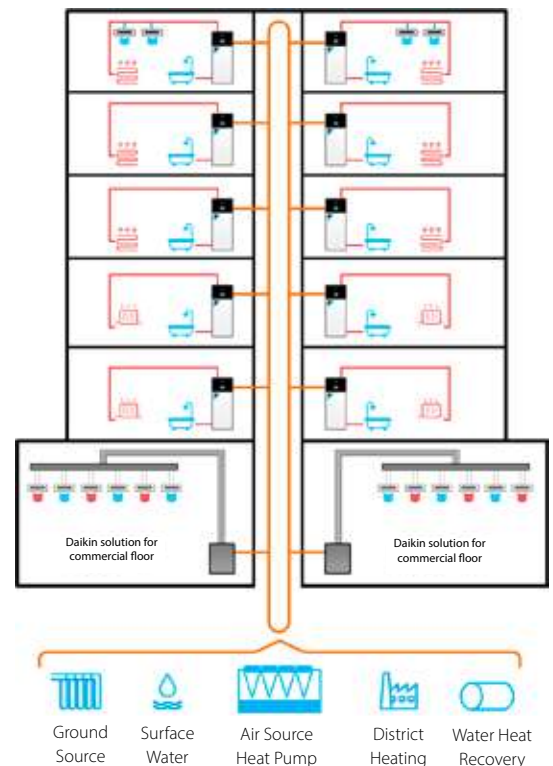 Daikin solution for
commercial floor
Daikin solution for
commercial floor
Ground
Source
Surface
Water
Air Source
Heat Pump
District
Heating
Water Heat
Recovery